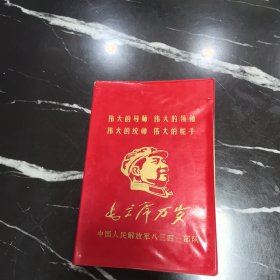 伟大的导师 伟大的领袖
伟大的统帅 伟大的舵手
毛主席万岁
中国人民解放军八三四一部队